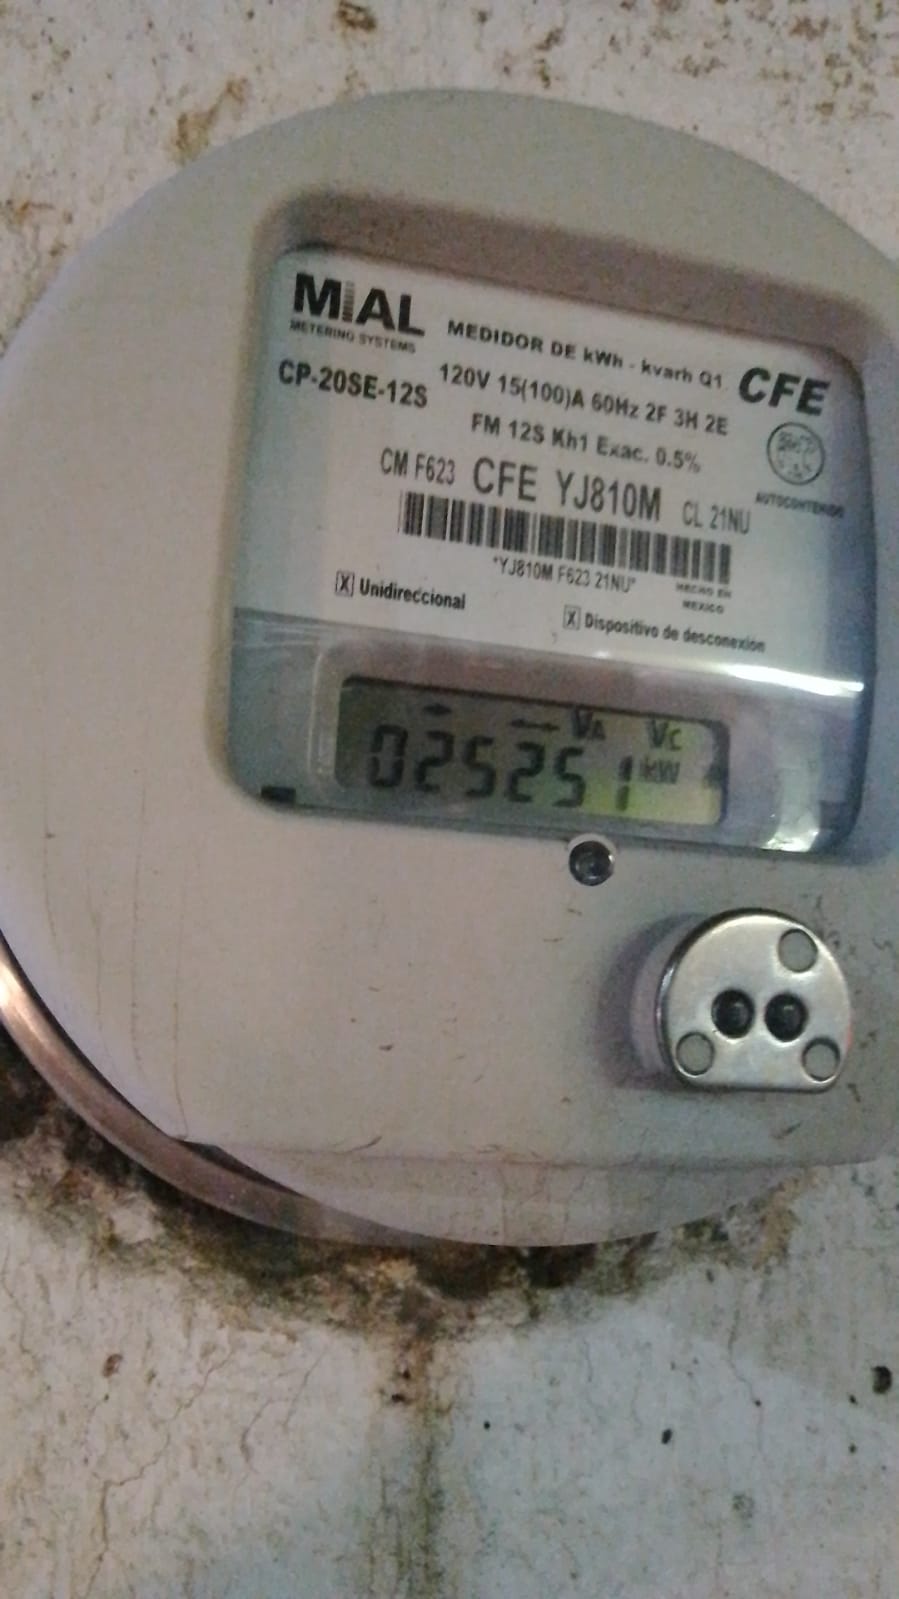 MIAL
METERING SYSTEMS
MEDIDOR DE kWh - kvarh Q1
CFE
CP-20SE-12S
120V 15(100)A 60Hz 2F 3H 2E
FM 12S Kh1 Exac. 0.5%
CM F623 CFE YJ810M CL 21NU
AUTOCONTENIDO
*YJ810M F623 21NU*
HECHO EN
MEXICO
X Unidireccional
X Dispositivo de desconexión
VA VC
025251 kW